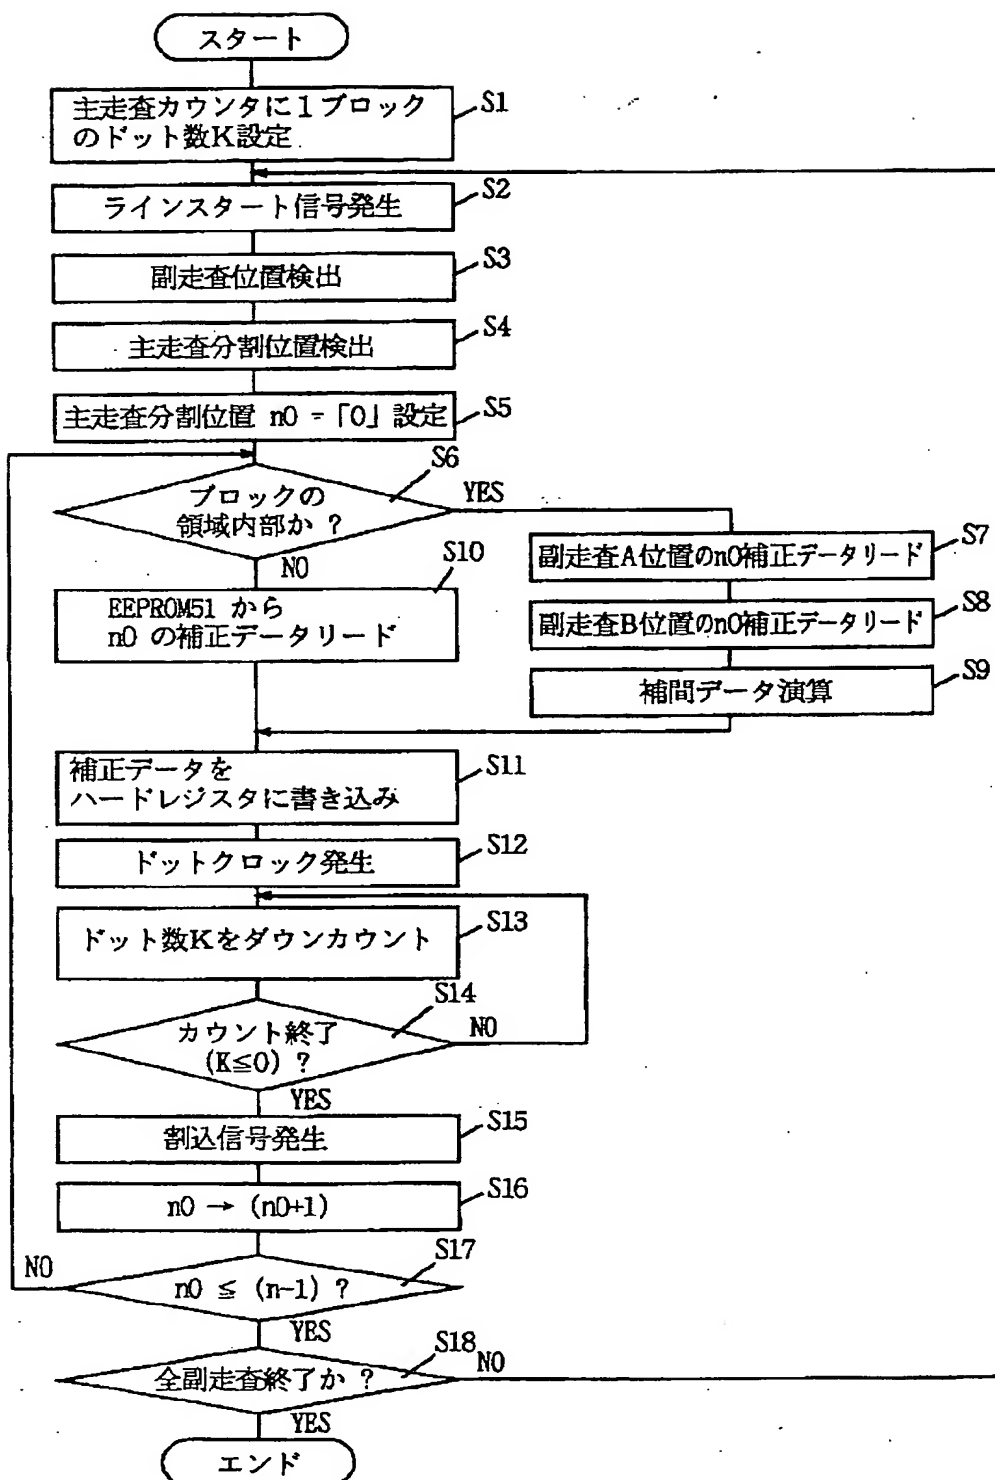 スタート
主走査カウンタに1ブロック
のドット数K設定
S1
ラインスタート信号発生
S2
副走査位置検出
S3
主走査分割位置検出
S4
主走査分割位置 n0 =「0」設定
S5
S6
ブロックの
領域内部か ?
YES
NO
副走査A位置のn0補正データリード
S7
副走査B位置のn0補正データリード
S8
補間データ演算
S9
S10
EEPROM51 から
n0 の補正データリード
補正データを
ハードレジスタに書き込み
S11
ドットクロック発生
S12
ドット数Kをダウンカウント
S13
S14
カウント終了
(K≦0) ?
NO
YES
割込信号発生
S15
n0 → (n0+1)
S16
S17
NO
n0 ≦ (n-1) ?
YES
S18
NO
全副走査終了か ?
YES
エンド